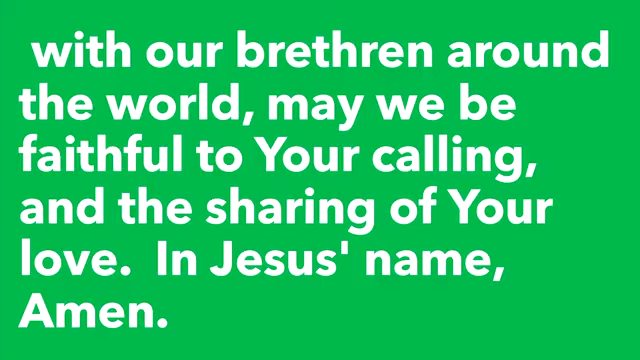 with our brethren around
the world, may we be
faithful to Your calling,
and the sharing of Your
love.  In Jesus' name,
Amen.